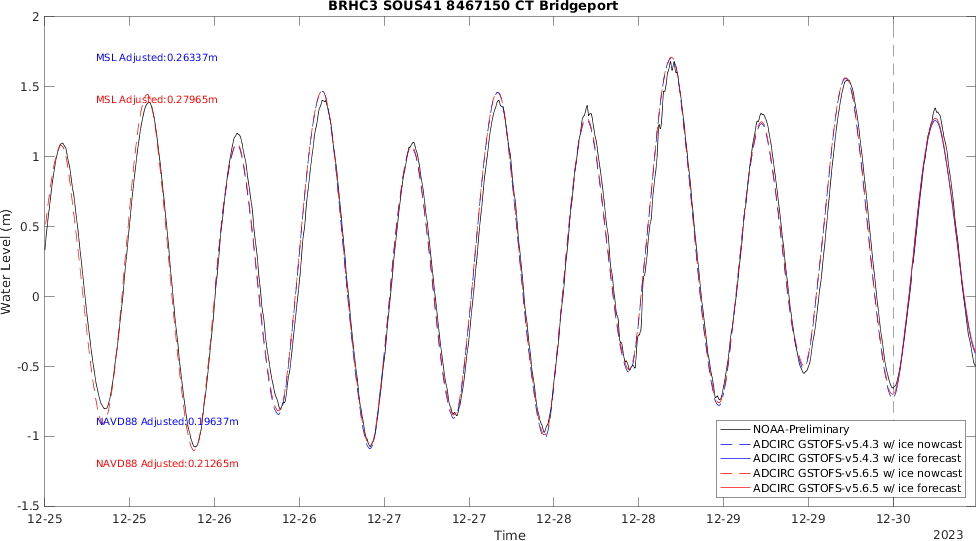 BRHC3 SOUS41 8467150 CT Bridgeport
2
1.5
1
0.5
0
-0.5
-1
-1.5
Water Level (m)
MSL Adjusted:0.26337m
MSL Adjusted:0.27965m
NAVD88 Adjusted:0.19637m
NAVD88 Adjusted:0.21265m
NOAA-Preliminary
ADCIRC GSTOFS-v5.4.3 w/ ice nowcast
ADCIRC GSTOFS-v5.4.3 w/ ice forecast
ADCIRC GSTOFS-v5.6.5 w/ ice nowcast
ADCIRC GSTOFS-v5.6.5 w/ ice forecast
12-25 12-25 12-26 12-26 12-27 12-27 12-28 12-28 12-29 12-29 12-30
Time
2023